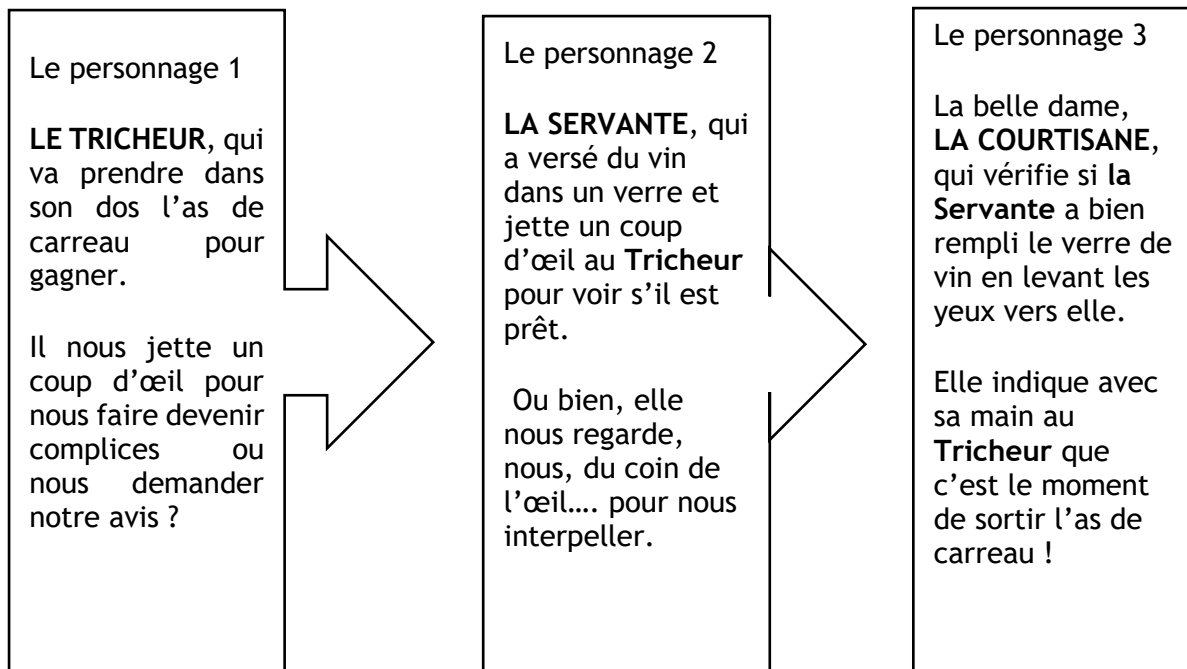 Le personnage 1
LE TRICHEUR, qui
va prendre dans
son dos l’as de
carreau pour
gagner.
Il nous jette un
coup d’œil pour
nous faire devenir
complices ou
nous demander
notre avis ?
Le personnage 2
LA SERVANTE, qui
a versé du vin
dans un verre et
jette un coup
d’œil au Tricheur
pour voir s’il est
prêt.
Ou bien, elle
nous regarde,
nous, du coin de
l’œil…. pour nous
interpeller.
Le personnage 3
La belle dame,
LA COURTISANE,
qui vérifie si la
Servante a bien
rempli le verre de
vin en levant les
yeux vers elle.
Elle indique avec
sa main au
Tricheur que
c’est le moment
de sortir l’as de
carreau !